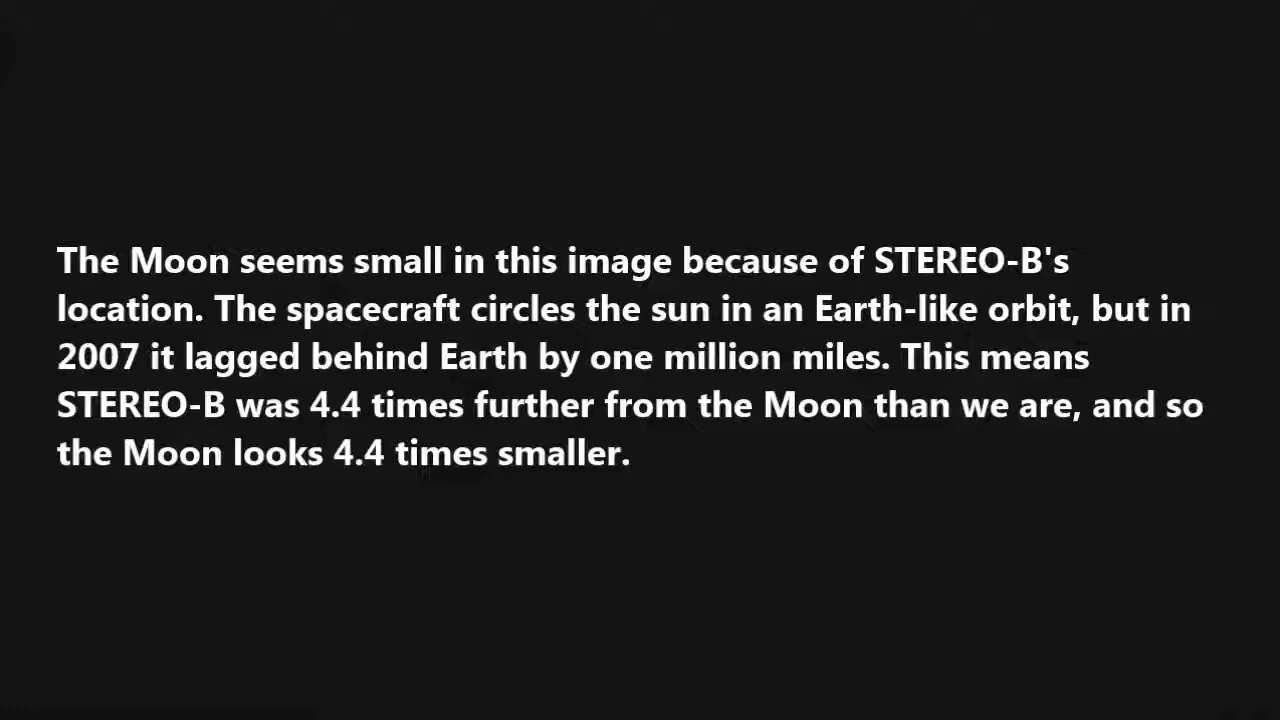 The Moon seems small in this image because of STEREO-B's
location. The spacecraft circles the sun in an Earth-like orbit, but in
2007 it lagged behind Earth by one million miles. This means
STEREO-B was 4.4 times further from the Moon than we are, and so
the Moon looks 4.4 times smaller.